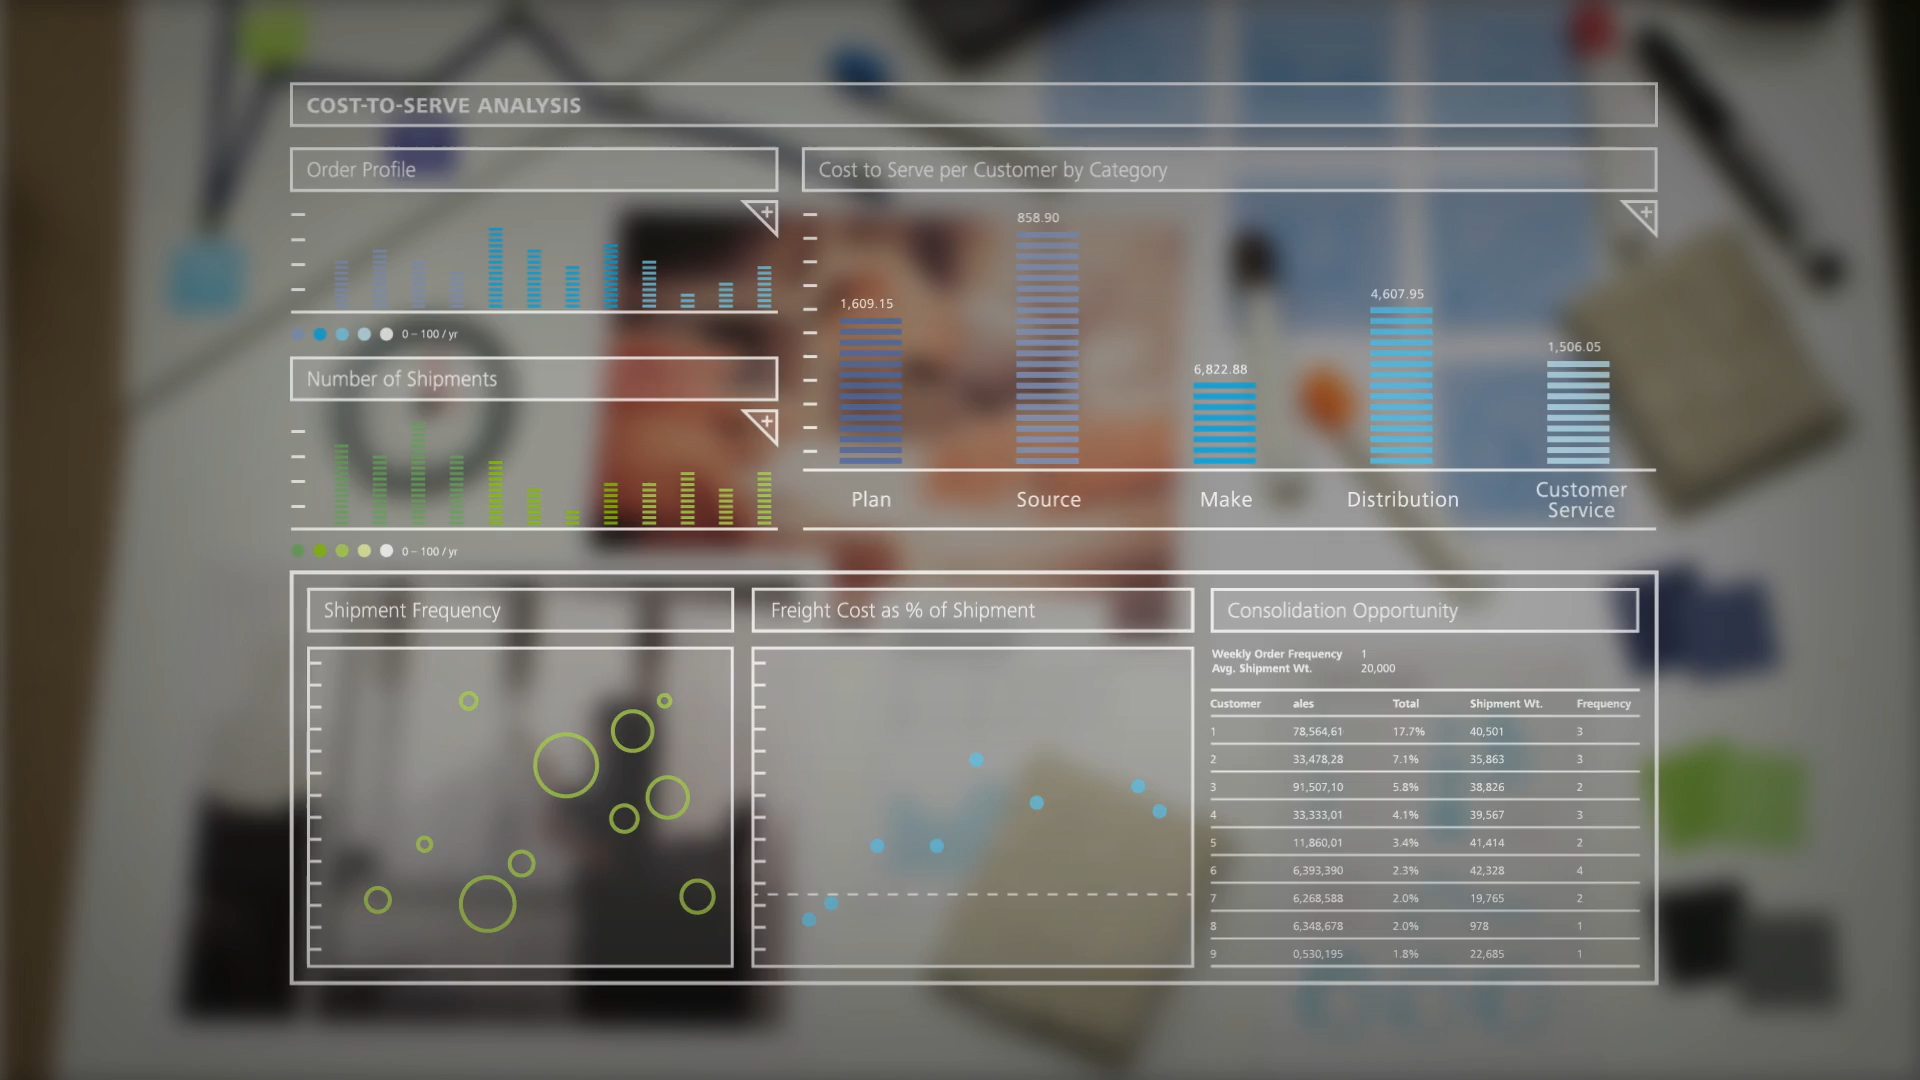 COST-TO-SERVE ANALYSIS
Order Profile
0 – 100 / yr
Number of Shipments
0 – 100 / yr
Cost to Serve per Customer by Category
1,609.15
858.90
6,822.88
4,607.95
1,506.05
Plan
Source
Make
Distribution
Customer
Service
Shipment Frequency
Freight Cost as % of Shipment
Consolidation Opportunity
Weekly Order Frequency 1
Avg. Shipment Wt. 20,000
Customer ales Total Shipment Wt. Frequency
1 78,564,61 17.7% 40,501 3
2 33,478,28 7.1% 35,863 3
3 91,507,10 5.8% 38,826 2
4 33,333,01 4.1% 39,567 3
5 11,860,01 3.4% 41,414 2
6 6,393,390 2.3% 42,328 4
7 6,268,588 2.0% 19,765 2
8 6,348,678 2.0% 978 1
9 0,530,195 1.8% 22,685 1